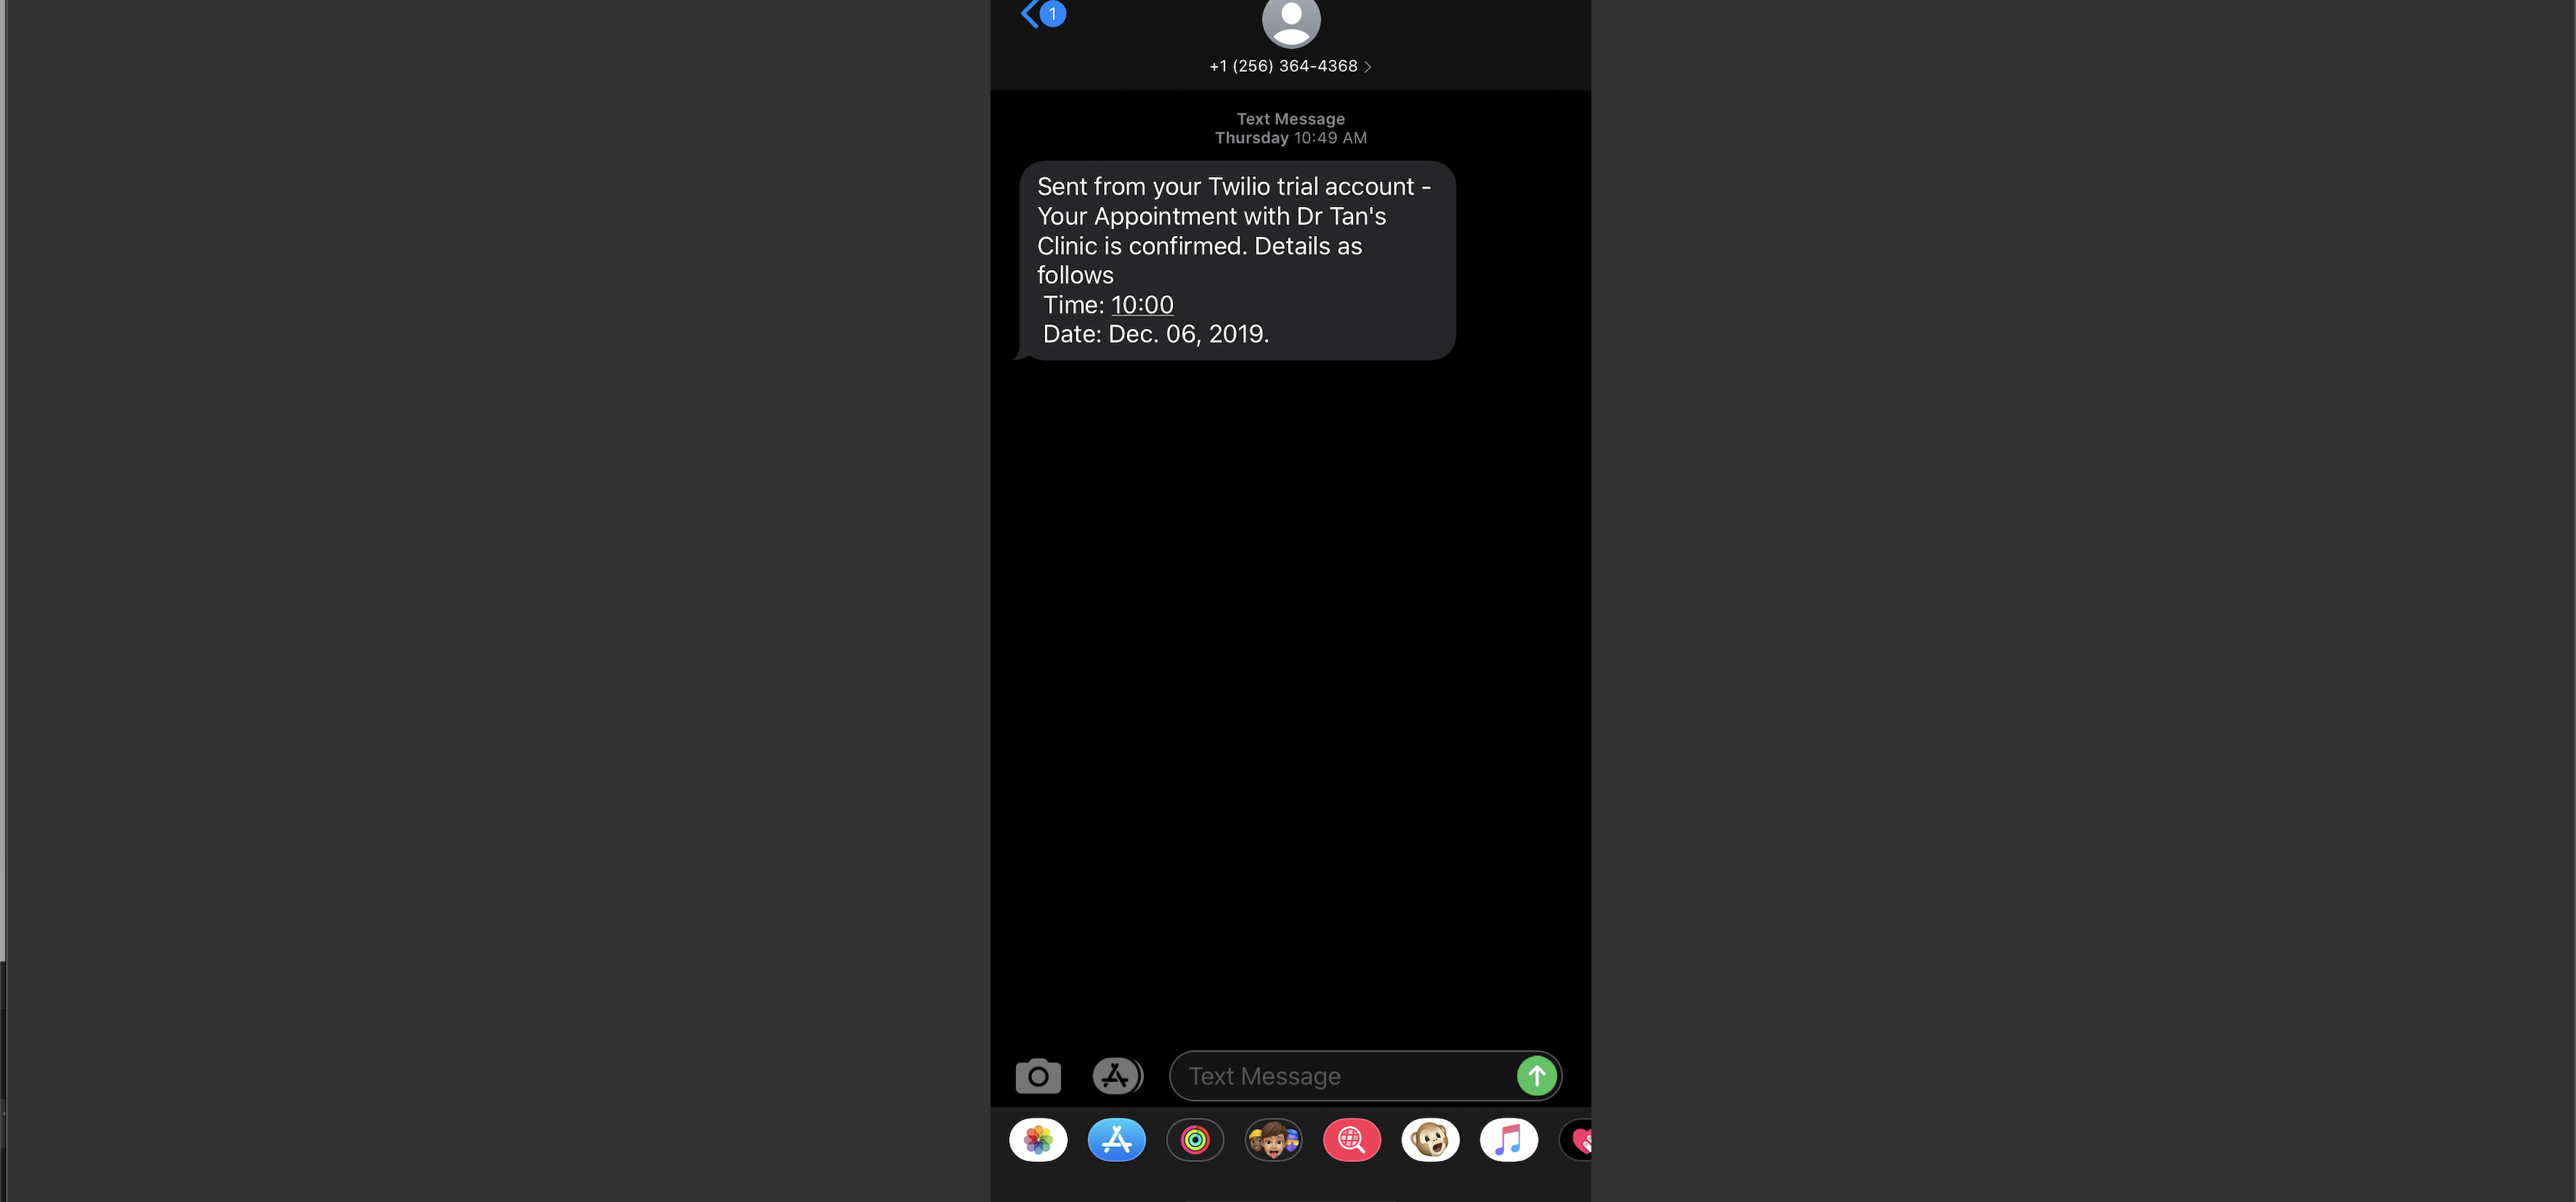 1
+1 (256) 364-4368
Text Message
Thursday 10:49 AM
Sent from your Twilio trial account -
Your Appointment with Dr Tan's
Clinic is confirmed. Details as
follows
Time: 10:00
Date: Dec. 06, 2019.
Text Message